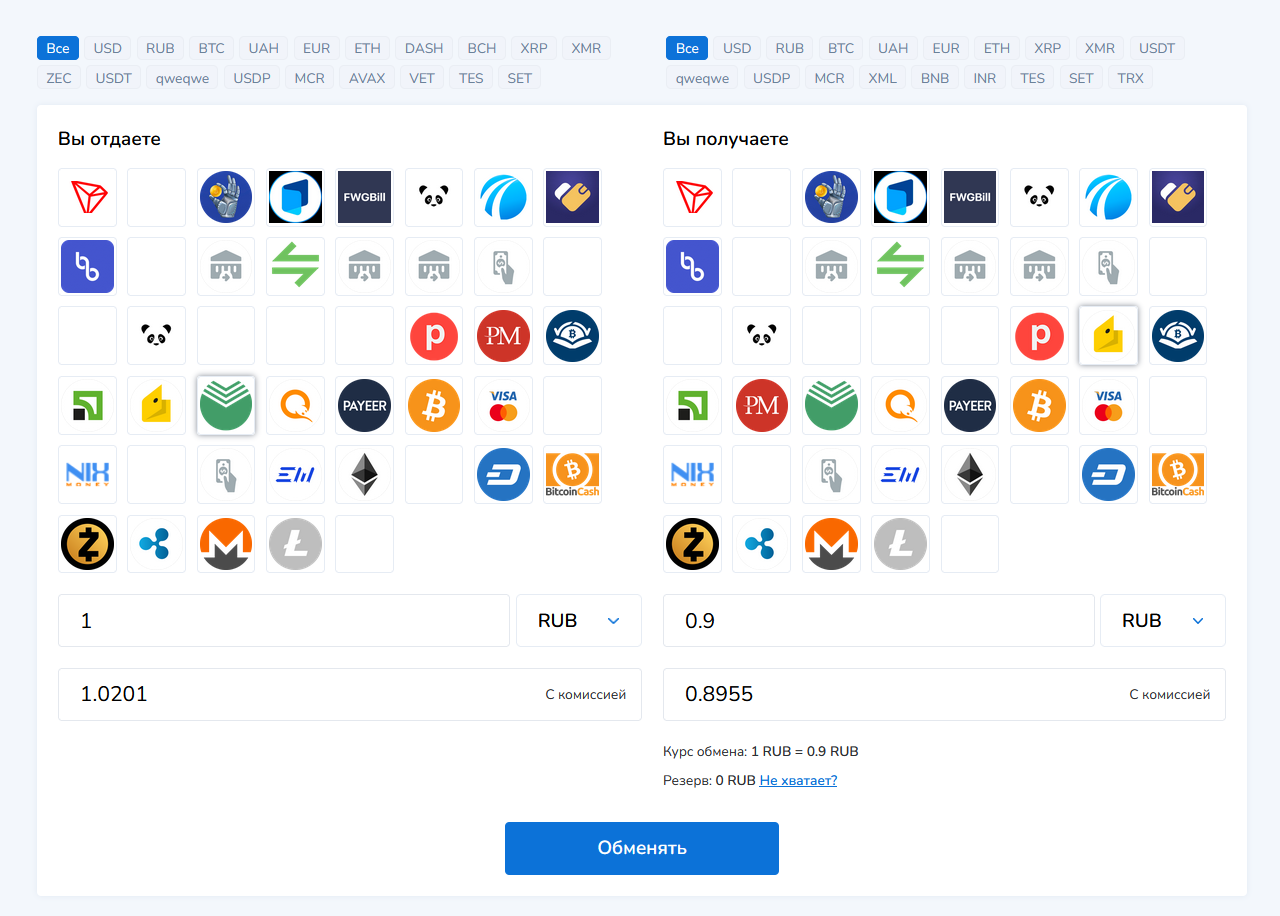 Все USD RUB BTC UAH EUR ETH DASH BCH XRP XMR
ZEC USDT qweqwe USDP MCR AVAX VET TES SET
Все USD RUB BTC UAH EUR ETH XRP XMR USDT
qweqwe USDP MCR XML BNB INR TES SET TRX
Вы отдаете
FWGBill
PM
PAYEER VISA
NIX MONEY
BitcoinCash
1 RUB
1.0201 С комиссией
Вы получаете
FWGBill
PM PAYEER VISA
NIX MONEY
BitcoinCash
0.9 RUB
0.8955 С комиссией
Курс обмена: 1 RUB = 0.9 RUB
Резерв: 0 RUB Не хватает?
Обменять